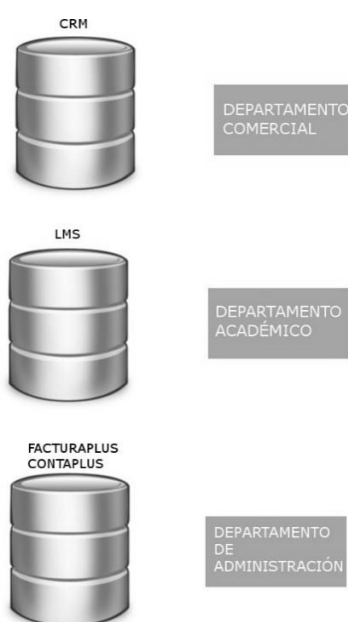 CRM
DEPARTAMENTO
COMERCIAL
LMS
DEPARTAMENTO
ACADÉMICO
FACTURAPLUS
CONTAPLUS
DEPARTAMENTO
DE
ADMINISTRACIÓN